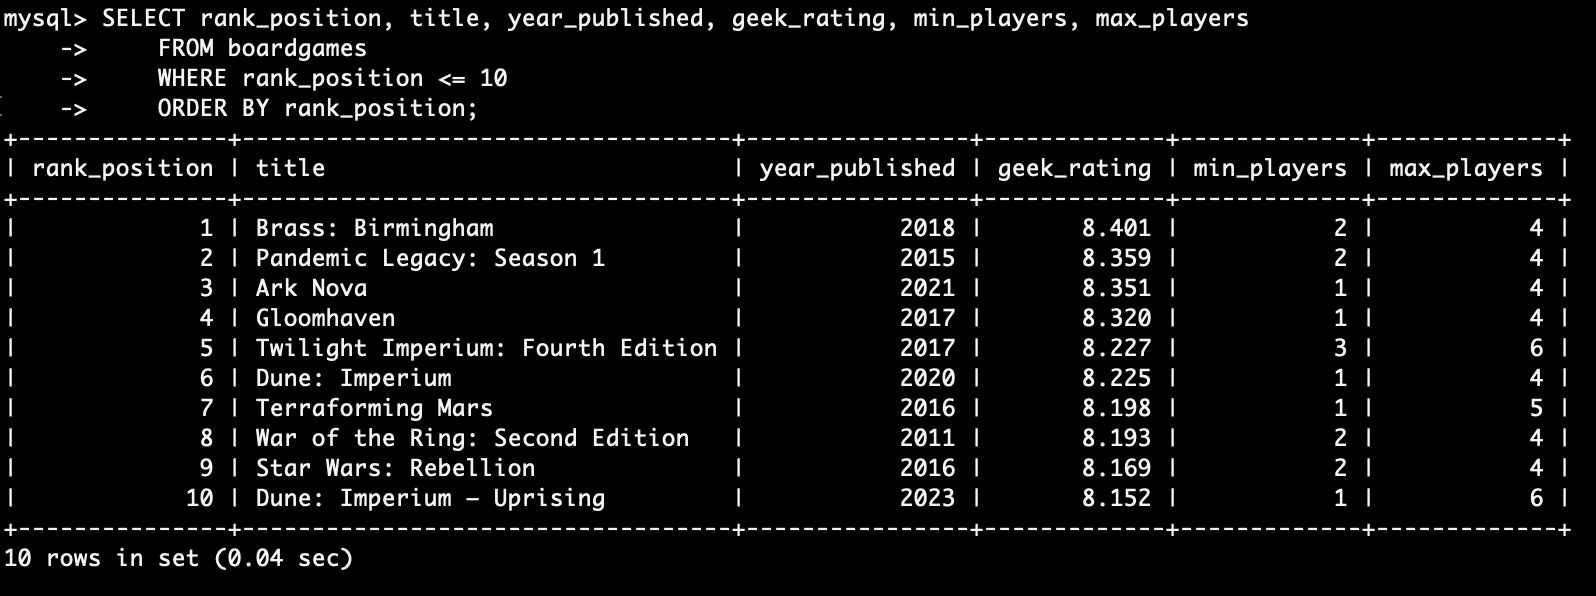 mysql> SELECT rank_position, title, year_published, geek_rating, min_players, max_players
    ->     FROM boardgames
    ->     WHERE rank_position <= 10
    ->     ORDER BY rank_position;
+---------------+----------------------------------+----------------+-------------+-------------+-------------+
| rank_position | title                            | year_published | geek_rating | min_players | max_players |
+---------------+----------------------------------+----------------+-------------+-------------+-------------+
|             1 | Brass: Birmingham                |           2018 |       8.401 |           2 |           4 |
|             2 | Pandemic Legacy: Season 1        |           2015 |       8.359 |           2 |           4 |
|             3 | Ark Nova                         |           2021 |       8.351 |           1 |           4 |
|             4 | Gloomhaven                       |           2017 |       8.320 |           1 |           4 |
|             5 | Twilight Imperium: Fourth Edition |           2017 |       8.227 |           3 |           6 |
|             6 | Dune: Imperium                   |           2020 |       8.225 |           1 |           4 |
|             7 | Terraforming Mars                |           2016 |       8.198 |           1 |           5 |
|             8 | War of the Ring: Second Edition  |           2011 |       8.193 |           2 |           4 |
|             9 | Star Wars: Rebellion             |           2016 |       8.169 |           2 |           4 |
|            10 | Dune: Imperium – Uprising        |           2023 |       8.152 |           1 |           6 |
+---------------+----------------------------------+----------------+-------------+-------------+-------------+
10 rows in set (0.04 sec)